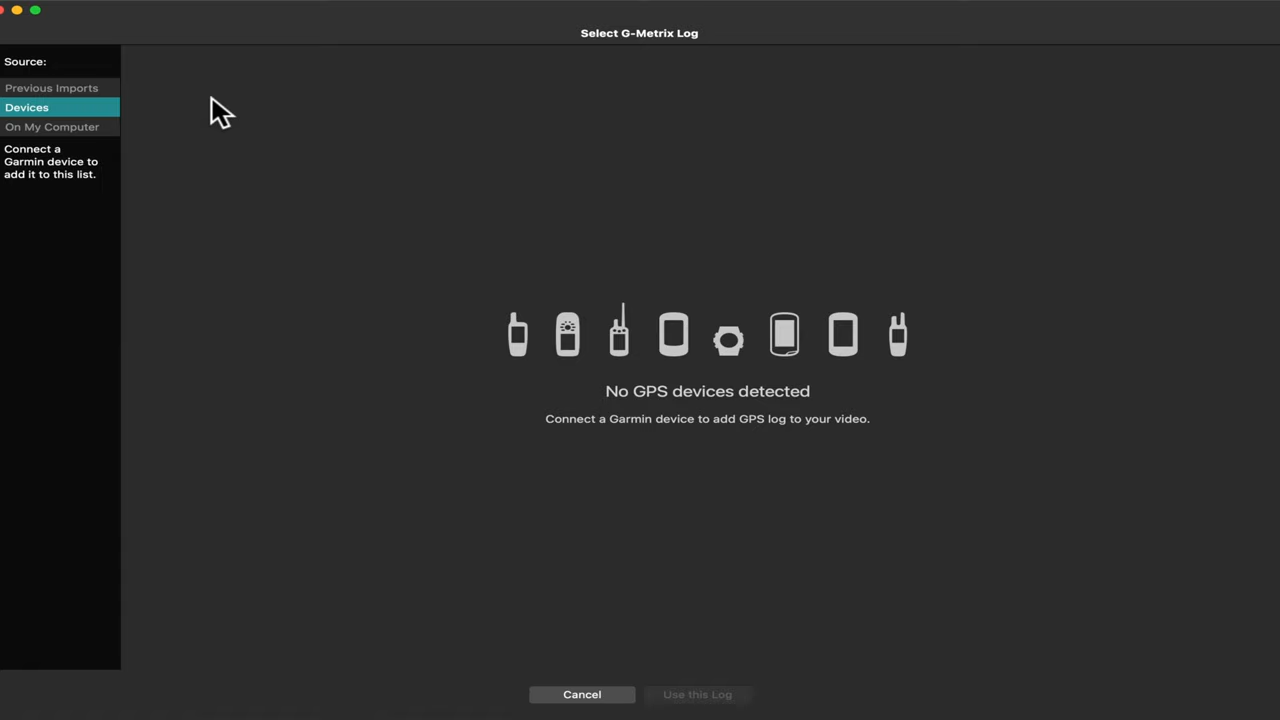 Select G-Metrix Log
Source:
Previous Imports
Devices
On My Computer
Connect a
Garmin device to
add it to this list.
No GPS devices detected
Connect a Garmin device to add GPS log to your video.
Cancel
Use this Log